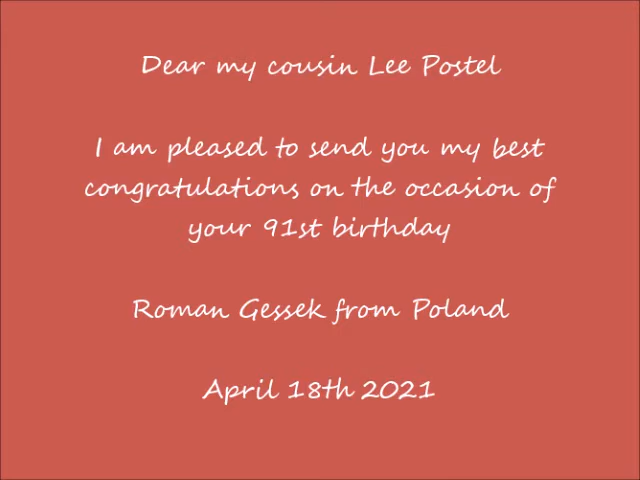 Dear my cousin Lee Postel
I am pleased to send you my best
congratulations on the occasion of
your 91st birthday
Roman Gessek from Poland
April 18th 2021